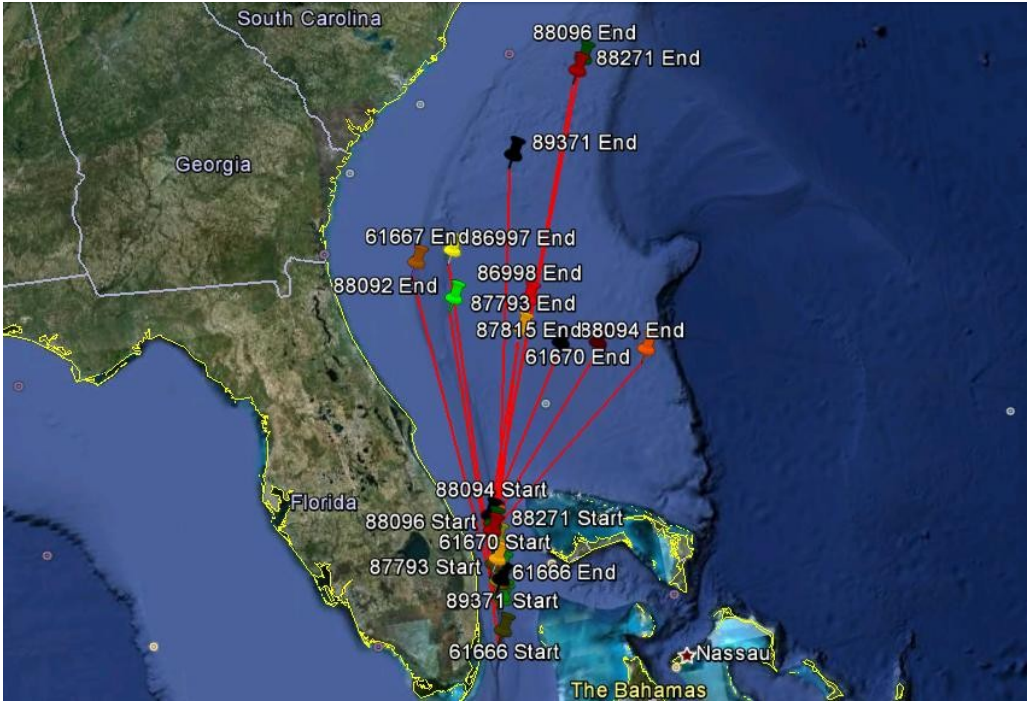 South Carolina
88096 End
88271 End
89371 End
Georgia
61667 End
86997 End
88092 End
86998 End
87793 End
87815 End
88094 End
61670 End
88094 Start
Florida
88096 Start
88271 Start
61670 Start
87793 Start
61666 End
89371 Start
61666 Start
Nassau
The Bahamas